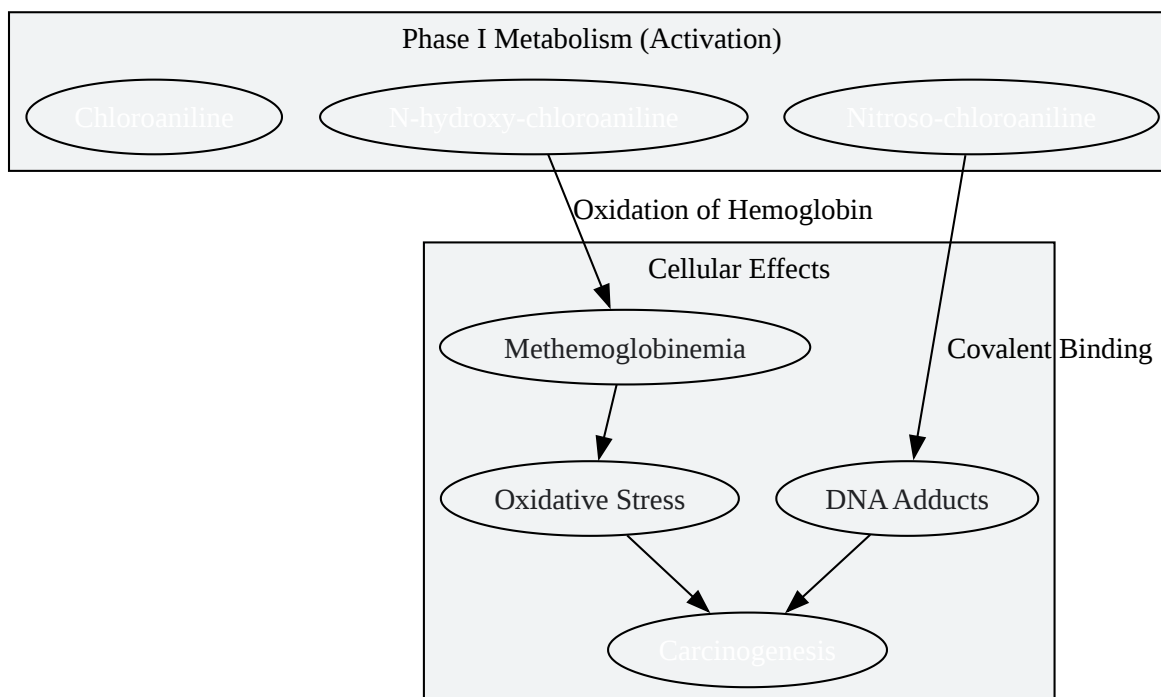 Phase I Metabolism (Activation)
Chloroaniline
N-hydroxy-chloroaniline
Nitroso-chloroaniline
Oxidation of Hemoglobin
Cellular Effects
Methemoglobinemia
Covalent Binding
Oxidative Stress
DNA Adducts
Carcinogenesis